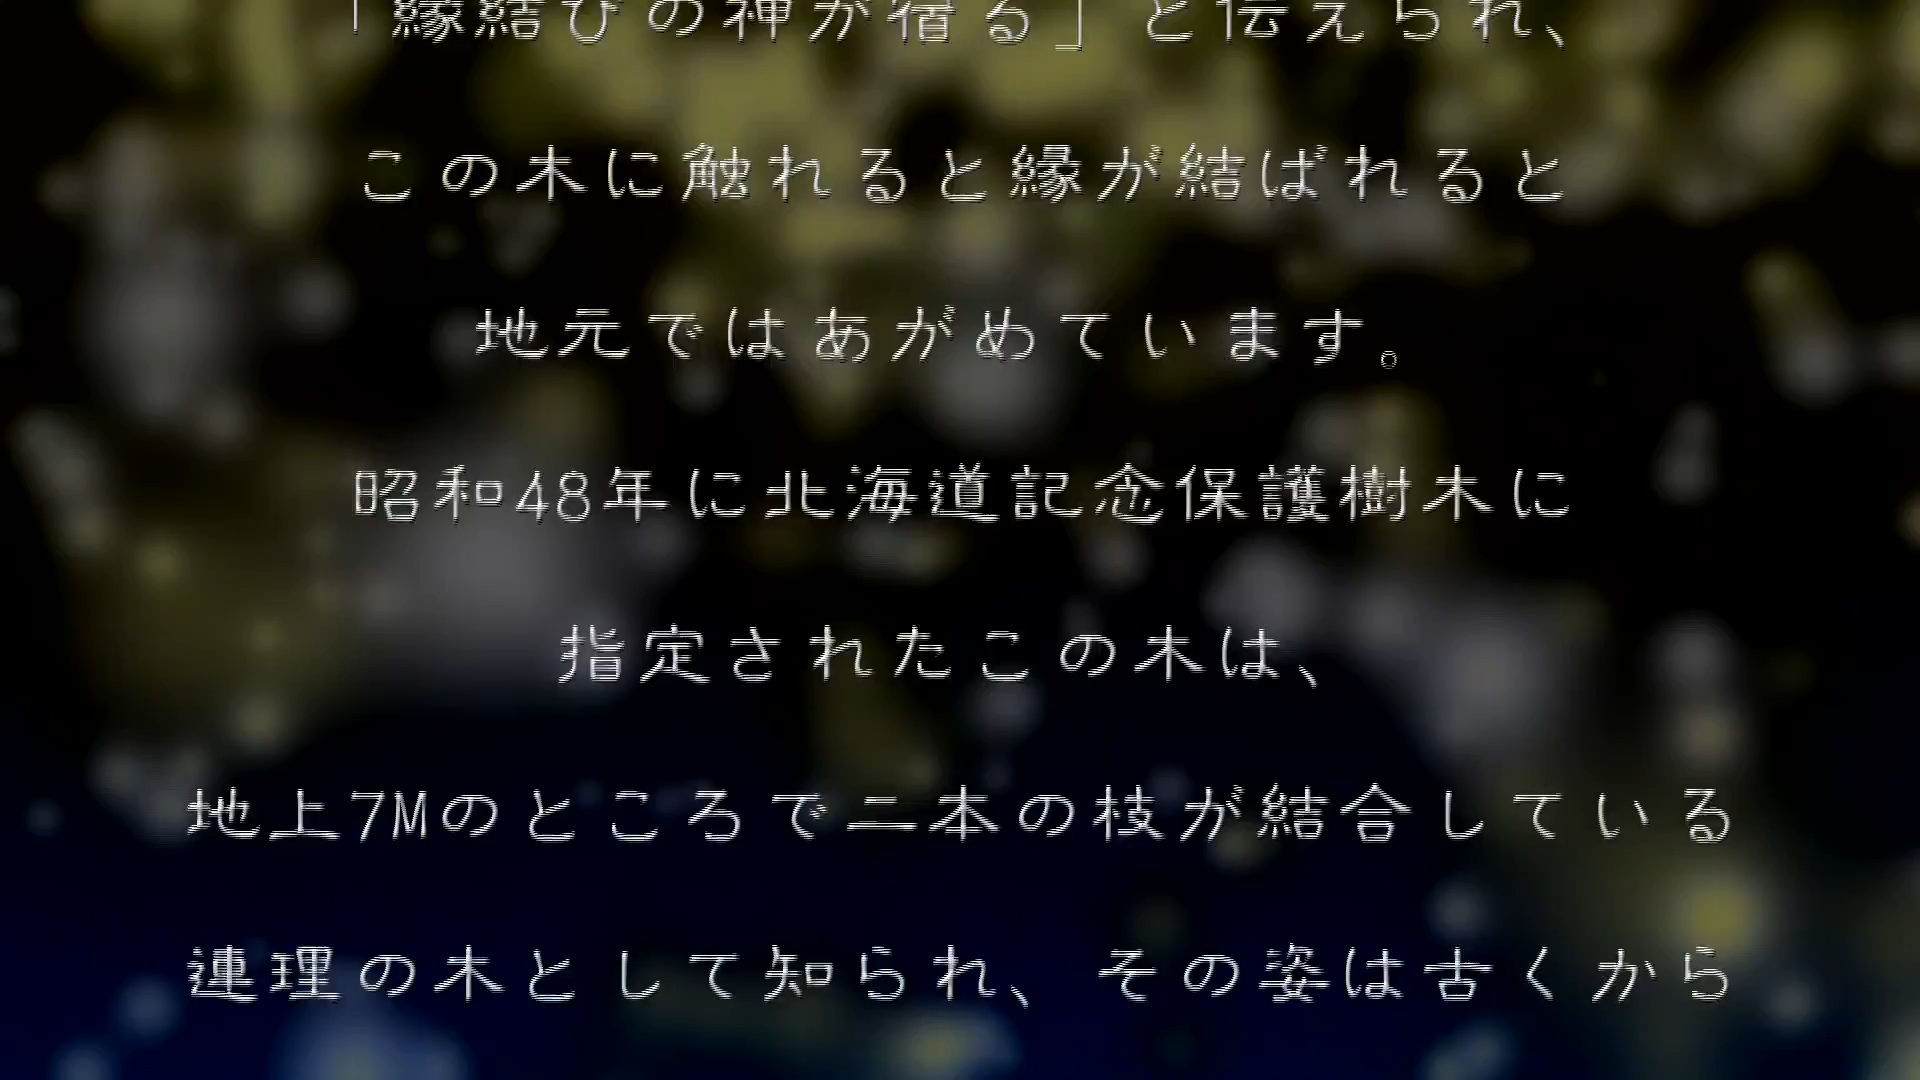 「縁結びの神が宿る」と伝えられ、
この木に触れると縁が結ばれると
地元ではあがめています。
昭和48年に北海道記念保護樹木に
指定されたこの木は、
地上7Mのところで二本の枝が結合している
連理の木として知られ、その姿は古くから